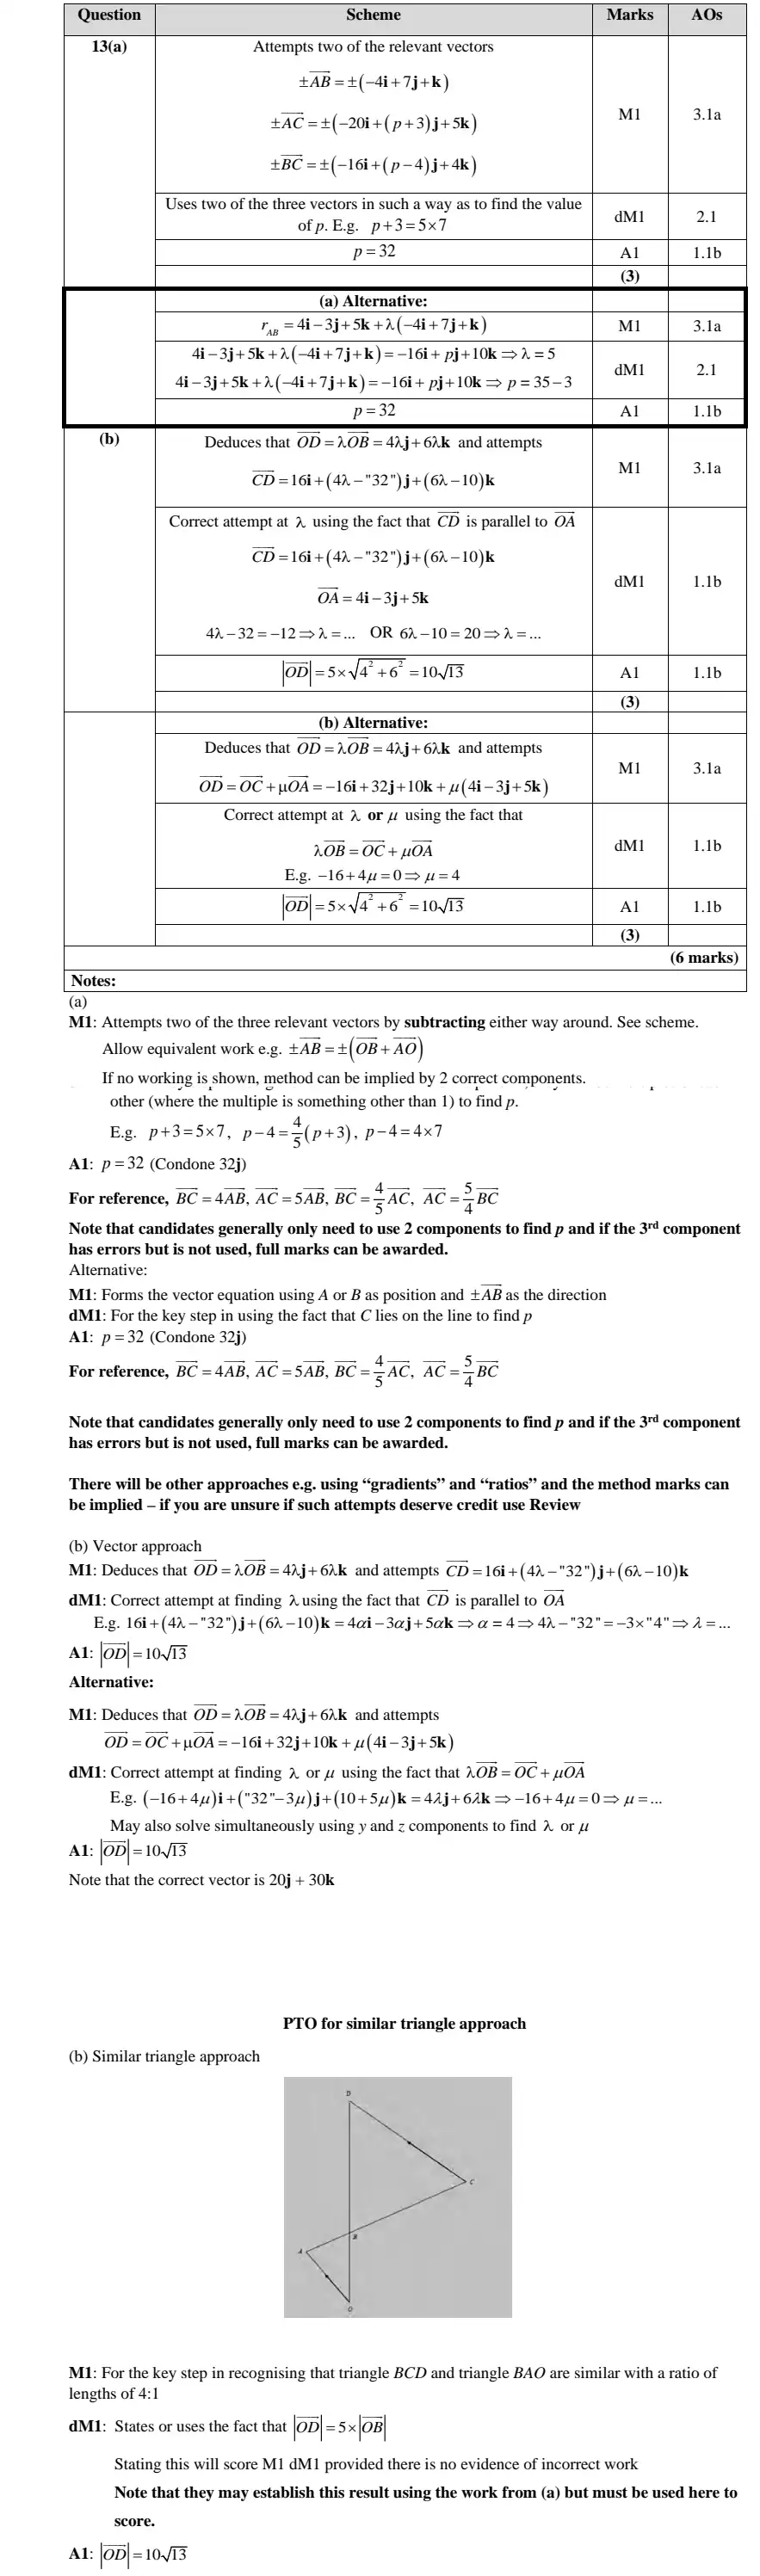 Question Scheme Marks AOs
13(a) Attempts two of the relevant vectors
±AB→ = ±(−4i + 7j + k)
±AC→ = ±(−20i + (p + 3)j + 5k)
±BC→ = ±(−16i + (p − 4)j + 4k)
M1 3.1a
Uses two of the three vectors in such a way as to find the value
of p. E.g. p + 3 = 5 × 7
dM1 2.1
p = 32 A1 1.1b
(3)
(a) Alternative:
r_AB = 4i − 3j + 5k + λ(−4i + 7j + k) M1 3.1a
4i − 3j + 5k + λ(−4i + 7j + k) = −16i + pj + 10k ⇒ λ = 5
4i − 3j + 5k + λ(−4i + 7j + k) = −16i + pj + 10k ⇒ p = 35 − 3
dM1 2.1
p = 32 A1 1.1b
(b) Deduces that OD→ = λOB→ = 4λj + 6λk and attempts
CD→ = 16i + (4λ − "32")j + (6λ − 10)k
M1 3.1a
Correct attempt at λ using the fact that CD→ is parallel to OA→
CD→ = 16i + (4λ − "32")j + (6λ − 10)k
OA→ = 4i − 3j + 5k
4λ − 32 = −12 ⇒ λ = ... OR 6λ − 10 = 20 ⇒ λ = ...
dM1 1.1b
|OD→| = 5 × √(4² + 6²) = 10√13 A1 1.1b
(3)
(b) Alternative:
Deduces that OD→ = λOB→ = 4λj + 6λk and attempts
OD→ = OC→ + μOA→ = −16i + 32j + 10k + μ(4i − 3j + 5k)
M1 3.1a
Correct attempt at λ or μ using the fact that
λOB→ = OC→ + μOA→
E.g. −16 + 4μ = 0 ⇒ μ = 4
dM1 1.1b
|OD→| = 5 × √(4² + 6²) = 10√13 A1 1.1b
(3)
(6 marks)
Notes:
(a)
M1: Attempts two of the three relevant vectors by subtracting either way around. See scheme.
Allow equivalent work e.g. ±AB→ = ±(OB→ + AO→)
If no working is shown, method can be implied by 2 correct components.
other (where the multiple is something other than 1) to find p.
E.g. p + 3 = 5 × 7, p − 4 = 4/5 (p + 3), p − 4 = 4 × 7
A1: p = 32 (Condone 32j)
For reference, BC→ = 4AB→, AC→ = 5AB→, BC→ = 4/5 AC→, AC→ = 5/4 BC→
Note that candidates generally only need to use 2 components to find p and if the 3rd component
has errors but is not used, full marks can be awarded.
Alternative:
M1: Forms the vector equation using A or B as position and ±AB→ as the direction
dM1: For the key step in using the fact that C lies on the line to find p
A1: p = 32 (Condone 32j)
For reference, BC→ = 4AB→, AC→ = 5AB→, BC→ = 4/5 AC→, AC→ = 5/4 BC→
Note that candidates generally only need to use 2 components to find p and if the 3rd component
has errors but is not used, full marks can be awarded.
There will be other approaches e.g. using “gradients” and “ratios” and the method marks can
be implied – if you are unsure if such attempts deserve credit use Review
(b) Vector approach
M1: Deduces that OD→ = λOB→ = 4λj + 6λk and attempts CD→ = 16i + (4λ − "32")j + (6λ − 10)k
dM1: Correct attempt at finding λ using the fact that CD→ is parallel to OA→
E.g. 16i + (4λ − "32")j + (6λ − 10)k = 4αi − 3αj + 5αk ⇒ α = 4 ⇒ 4λ − "32" = −3 × "4" ⇒ λ = ...
A1: |OD→| = 10√13
Alternative:
M1: Deduces that OD→ = λOB→ = 4λj + 6λk and attempts
OD→ = OC→ + μOA→ = −16i + 32j + 10k + μ(4i − 3j + 5k)
dM1: Correct attempt at finding λ or μ using the fact that λOB→ = OC→ + μOA→
E.g. (−16 + 4μ)i + ("32" − 3μ)j + (10 + 5μ)k = 4λj + 6λk ⇒ −16 + 4μ = 0 ⇒ μ = ...
May also solve simultaneously using y and z components to find λ or μ
A1: |OD→| = 10√13
Note that the correct vector is 20j + 30k
PTO for similar triangle approach
(b) Similar triangle approach
D
C
B
A
O
M1: For the key step in recognising that triangle BCD and triangle BAO are similar with a ratio of
lengths of 4:1
dM1: States or uses the fact that |OD→| = 5 × |OB→|
Stating this will score M1 dM1 provided there is no evidence of incorrect work
Note that they may establish this result using the work from (a) but must be used here to
score.
A1: |OD→| = 10√13